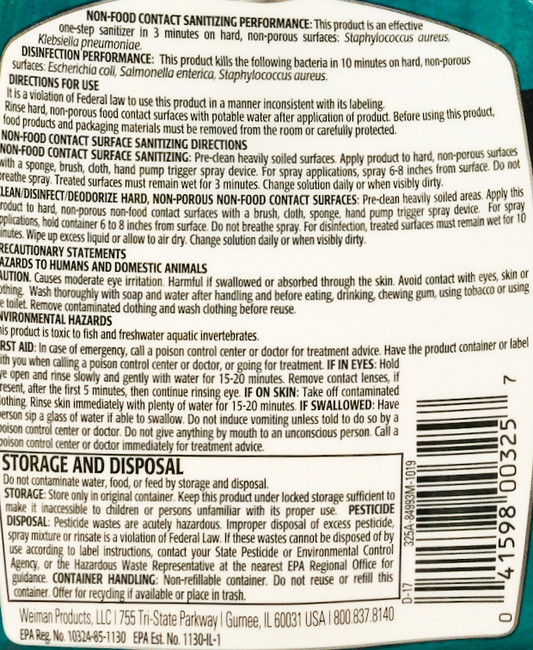 NON-FOOD CONTACT SANITIZING PERFORMANCE: This product is an effective
one-step sanitizer in 3 minutes on hard, non-porous surfaces: Staphylococcus aureus,
Klebsiella pneumoniae.
DISINFECTION PERFORMANCE: This product kills the following bacteria in 10 minutes on hard, non-porous
surfaces: Escherichia coli, Salmonella enterica, Staphylococcus aureus.
DIRECTIONS FOR USE
It is a violation of Federal law to use this product in a manner inconsistent with its labeling.
Rinse hard, non-porous food contact surfaces with potable water after application of product. Before using this product,
food products and packaging materials must be removed from the room or carefully protected.
NON-FOOD CONTACT SURFACE SANITIZING DIRECTIONS
NON-FOOD CONTACT SURFACE SANITIZING: Pre-clean heavily soiled surfaces. Apply product to hard, non-porous surfaces
with a sponge, brush, cloth, hand pump trigger spray device. For spray applications, spray 6-8 inches from surface. Do not
breathe spray. Treated surfaces must remain wet for 3 minutes. Change solution daily or when visibly dirty.
LEAN/DISINFECT/DEODORIZE HARD, NON-POROUS NON-FOOD CONTACT SURFACES: Pre-clean heavily soiled areas. Apply this
roduct to hard, non-porous non-food contact surfaces with a brush, cloth, sponge, hand pump trigger spray device. For spray
pplications, hold container 6 to 8 inches from surface. Do not breathe spray. For disinfection, treated surfaces must remain wet for 10
inutes. Wipe up excess liquid or allow to air dry. Change solution daily or when visibly dirty.
RECAUTIONARY STATEMENTS
AZARDS TO HUMANS AND DOMESTIC ANIMALS
AUTION. Causes moderate eye irritation. Harmful if swallowed or absorbed through the skin. Avoid contact with eyes, skin or
othing. Wash thoroughly with soap and water after handling and before eating, drinking, chewing gum, using tobacco or using
e toilet. Remove contaminated clothing and wash clothing before reuse.
NVIRONMENTAL HAZARDS
is product is toxic to fish and freshwater aquatic invertebrates.
RST AID: In case of emergency, call a poison control center or doctor for treatment advice. Have the product container or label
ith you when calling a poison control center or doctor, or going for treatment. IF IN EYES: Hold
ye open and rinse slowly and gently with water for 15-20 minutes. Remove contact lenses, if
resent, after the first 5 minutes, then continue rinsing eye. IF ON SKIN: Take off contaminated
othing. Rinse skin immediately with plenty of water for 15-20 minutes. IF SWALLOWED: Have
erson sip a glass of water if able to swallow. Do not induce vomiting unless told to do so by a
oison control center or doctor. Do not give anything by mouth to an unconscious person. Call a
oison control center or doctor immediately for treatment advice.
STORAGE AND DISPOSAL
Do not contaminate water, food, or feed by storage and disposal.
STORAGE: Store only in original container. Keep this product under locked storage sufficient to
make it inaccessible to children or persons unfamiliar with its proper use. PESTICIDE
DISPOSAL: Pesticide wastes are acutely hazardous. Improper disposal of excess pesticide,
spray mixture or rinsate is a violation of Federal Law. If these wastes cannot be disposed of by
use according to label instructions, contact your State Pesticide or Environmental Control
Agency, or the Hazardous Waste Representative at the nearest EPA Regional Office for
guidance. CONTAINER HANDLING: Non-refillable container. Do not reuse or refill this
container. Offer for recycling if available or place in trash.
D-17 325A-84993M-1019
0 41598 00325 7
Weiman Products, LLC | 755 Tri-State Parkway | Gurnee, IL 60031 USA | 800.837.8140
EPA Reg. No. 10324-85-1130 EPA Est. No. 1130-IL-1